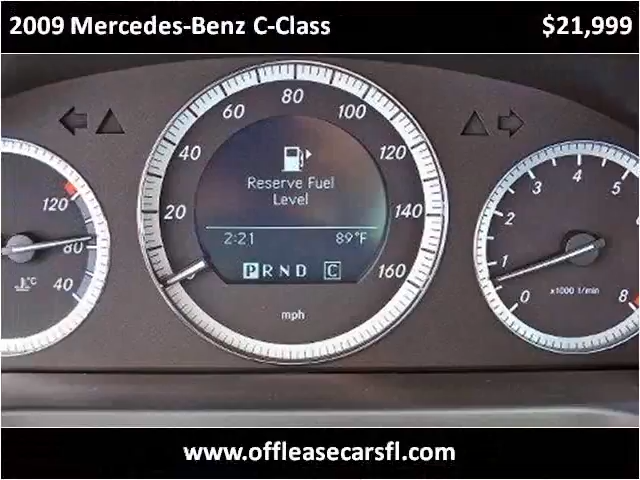 2009 Mercedes-Benz C-Class $21,999
60 80 100
40 120
20 140
160
Reserve Fuel
Level
2:21 89°F
P R N D C
mph
120
80
40
°C
1 2 3 4 5 6
0 8
x1000 1/min
www.offleasecarsfl.com